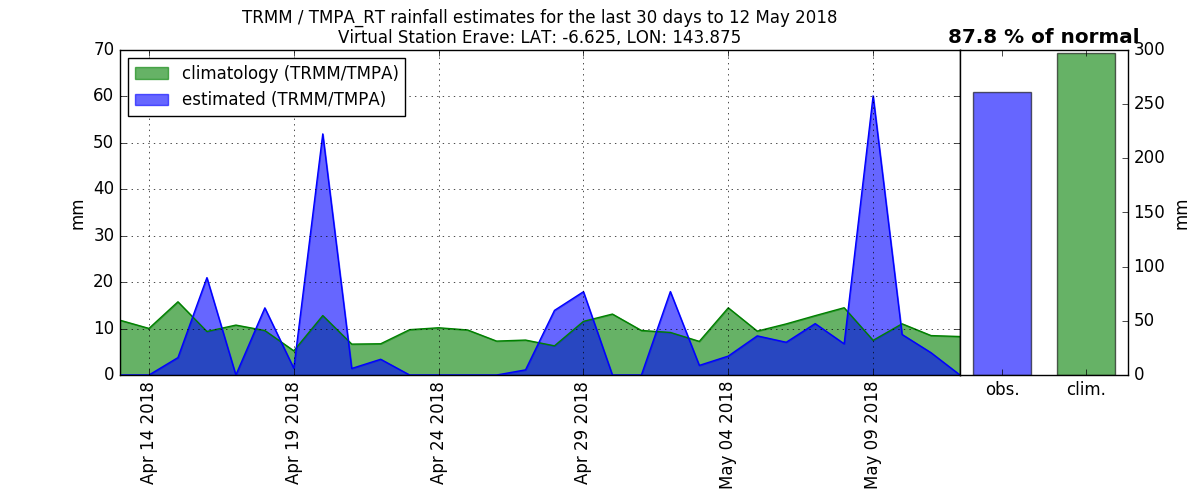 TRMM / TMPA_RT rainfall estimates for the last 30 days to 12 May 2018
Virtual Station Erave: LAT: -6.625, LON: 143.875
87.8 % of normal
climatology (TRMM/TMPA)
estimated (TRMM/TMPA)
70
60
50
40
30
20
10
0
mm
Apr 14 2018
Apr 19 2018
Apr 24 2018
Apr 29 2018
May 04 2018
May 09 2018
300
250
200
150
100
50
0
mm
obs.
clim.